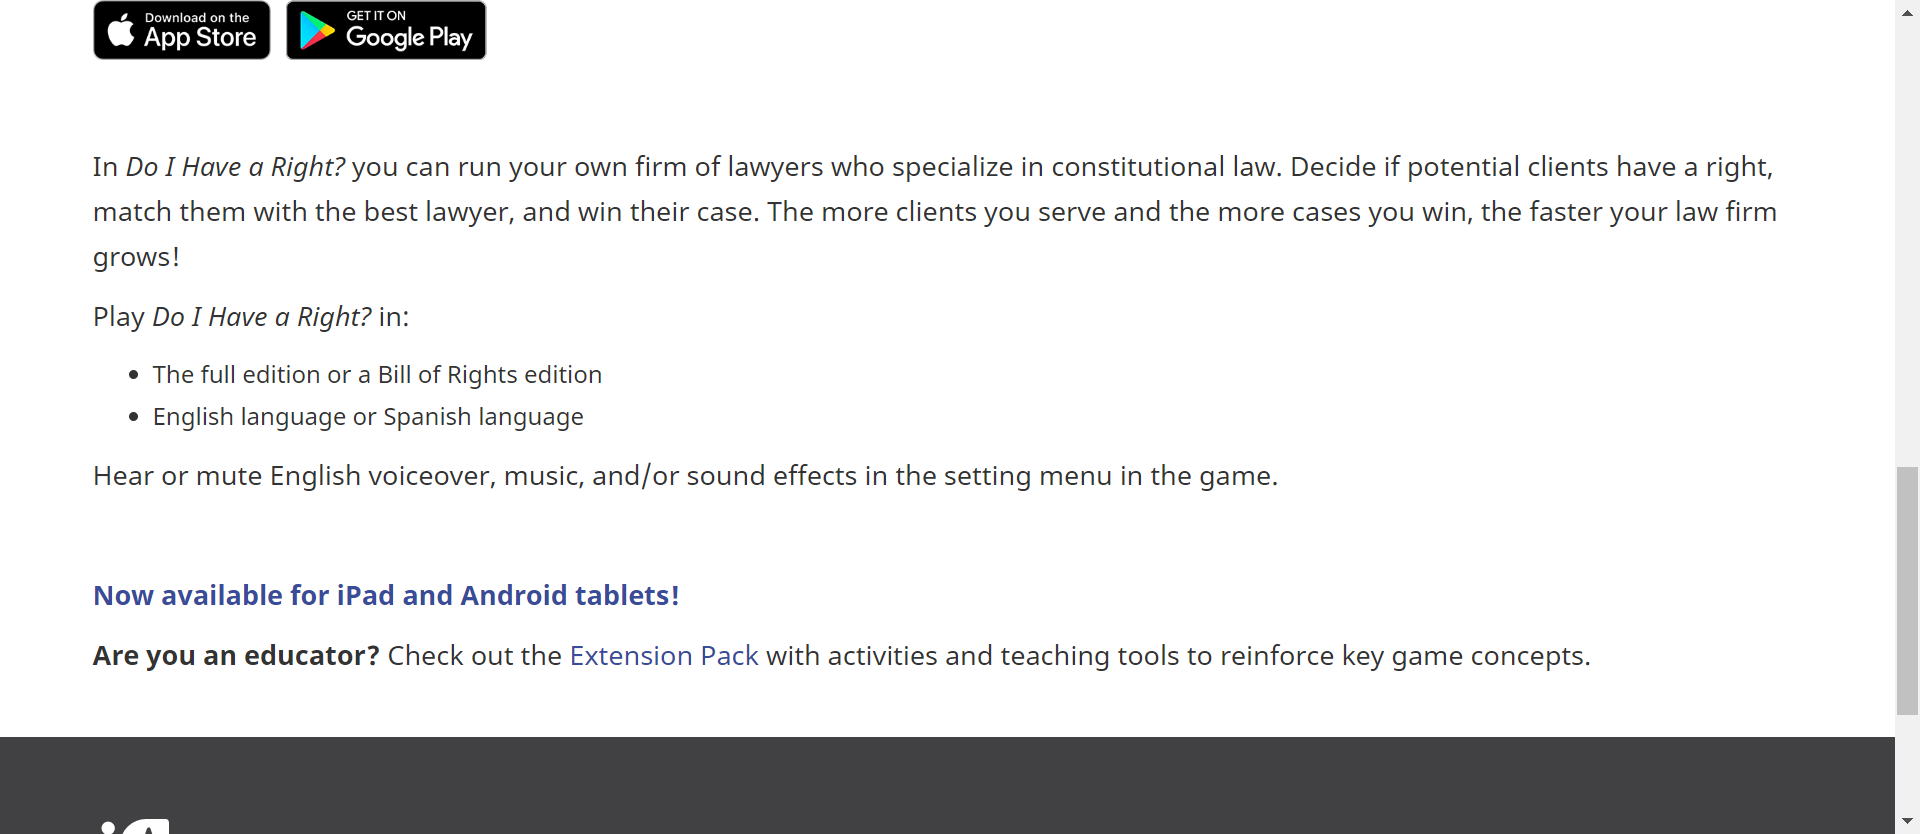 Download on the
App Store
GET IT ON
Google Play
In Do I Have a Right? you can run your own firm of lawyers who specialize in constitutional law. Decide if potential clients have a right,
match them with the best lawyer, and win their case. The more clients you serve and the more cases you win, the faster your law firm
grows!
Play Do I Have a Right? in:
• The full edition or a Bill of Rights edition
• English language or Spanish language
Hear or mute English voiceover, music, and/or sound effects in the setting menu in the game.
Now available for iPad and Android tablets!
Are you an educator? Check out the Extension Pack with activities and teaching tools to reinforce key game concepts.